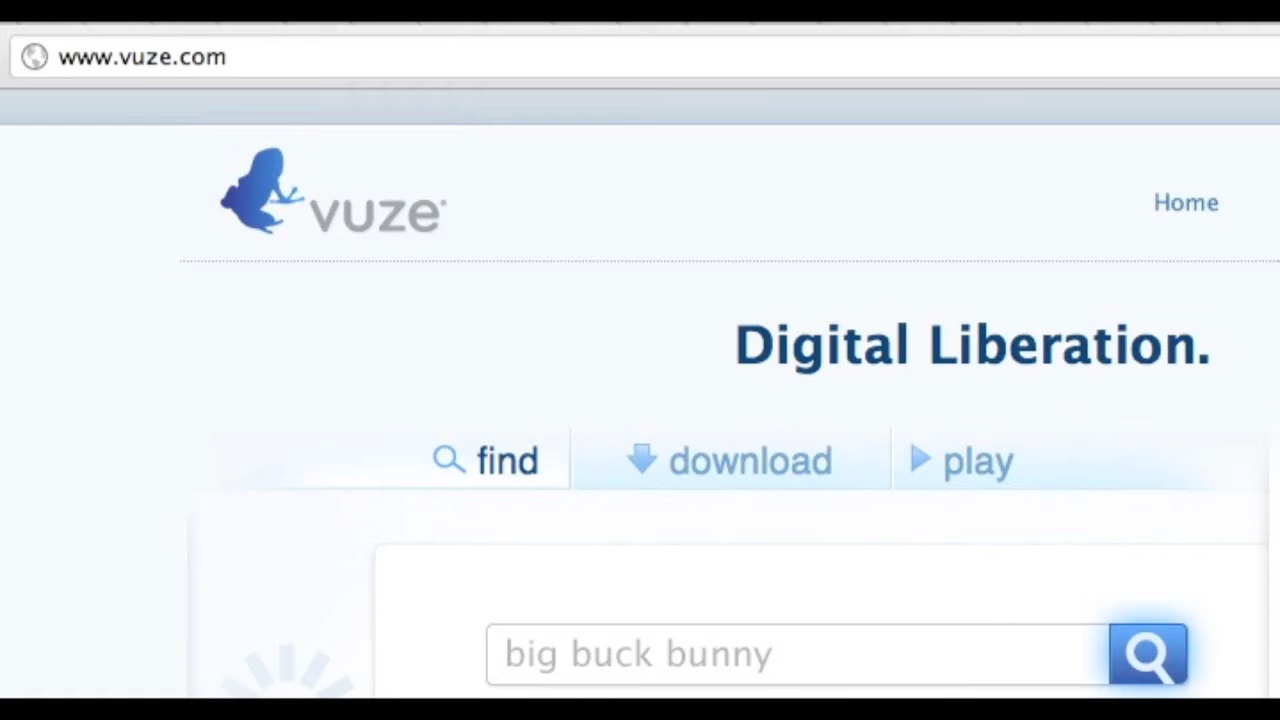 www.vuze.com
vuze
Home
Digital Liberation.
find
download
play
big buck bunny